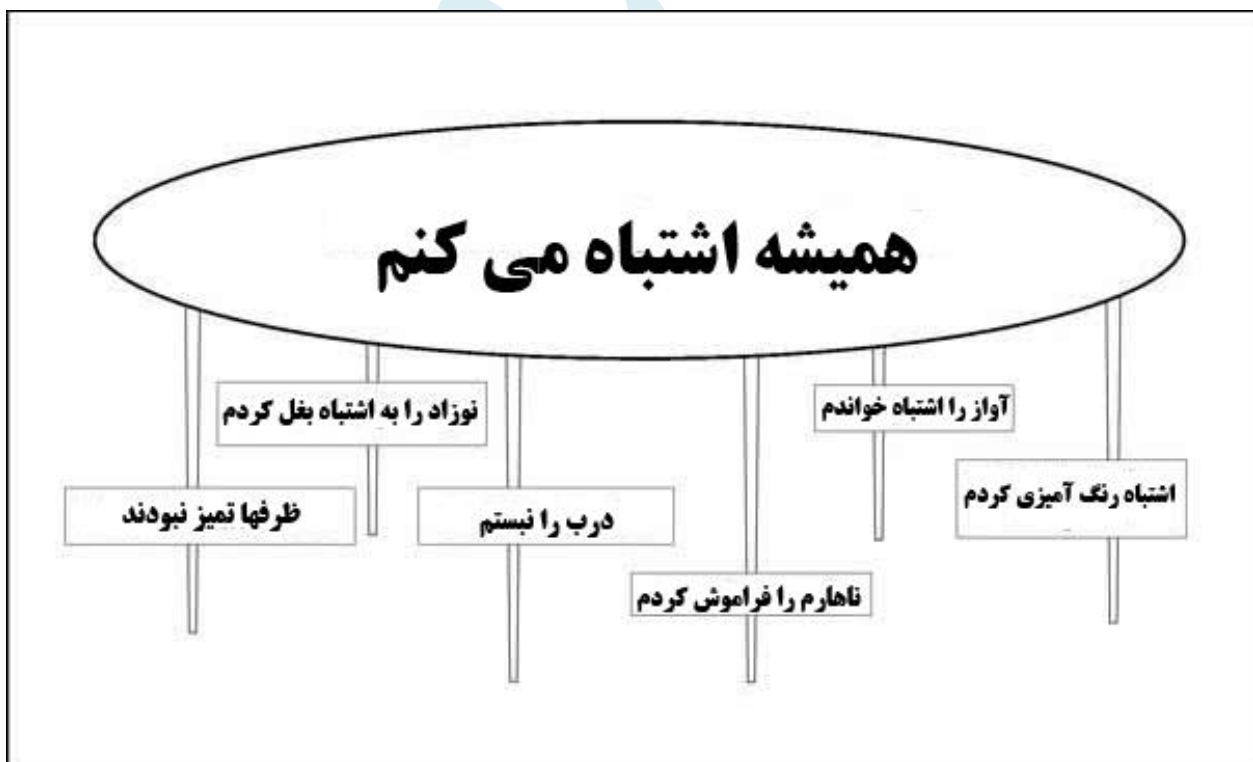 همیشه اشتباه می کنم
آواز را اشتباه خواندم
نوزاد را به اشتباه بغل کردم
اشتباه رنگ آمیزی کردم
درب را نبستم
ظرفها تمیز نبودند
ناهارم را فراموش کردم